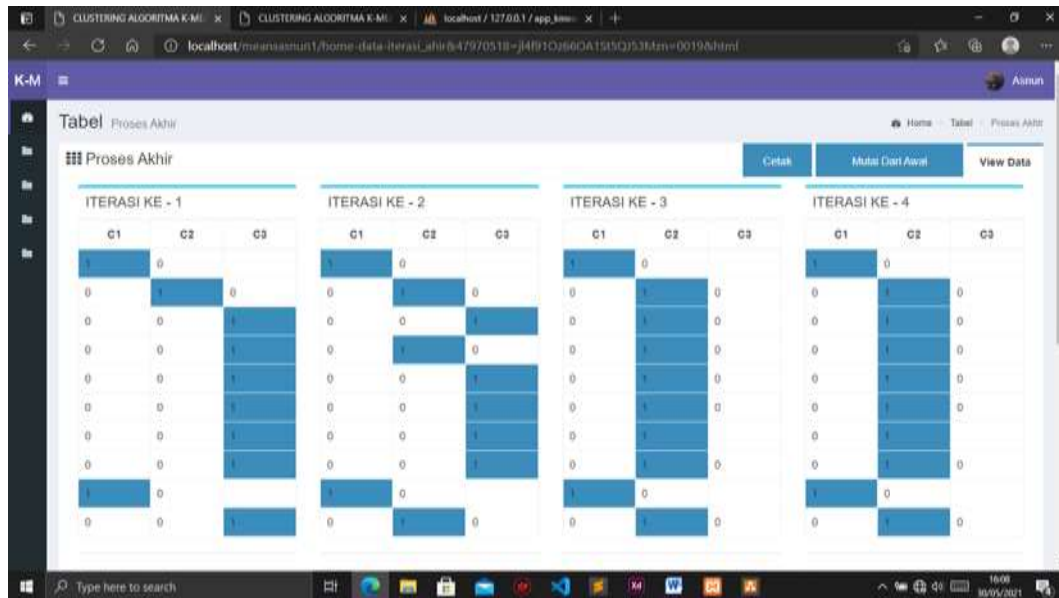 CLUSTERING ALGORITMA K-ME
CLUSTERING ALGORITMA K-ME
localhost / 127.0.0.1 / app_kme
K-M
Asnun
Tabel Proses Akhir
Home Tabel Proses Akhir
Proses Akhir
Cetak
Mulai Dari Awal
View Data
ITERASI KE - 1 ITERASI KE - 2 ITERASI KE - 3 ITERASI KE - 4
C1 C2 C3 C1 C2 C3 C1 C2 C3 C1 C2 C3
1 0 1 0 1 0 1 0
0 1 0 0 1 0 0 1 0 0 1 0
0 0 1 0 0 1 0 1 0 0 1 0
0 0 1 0 1 0 0 1 0 0 1 0
0 0 1 0 0 1 0 1 0 0 1 0
0 0 1 0 0 1 0 1 0 0 1 0
0 0 1 0 0 1 0 1 0 1
0 0 1 0 0 1 0 1 0 0 1 0
1 0 1 0 1 0 1 0
0 0 1 0 1 0 0 1 0 0 1 0
Type here to search
16:08
30/05/2021